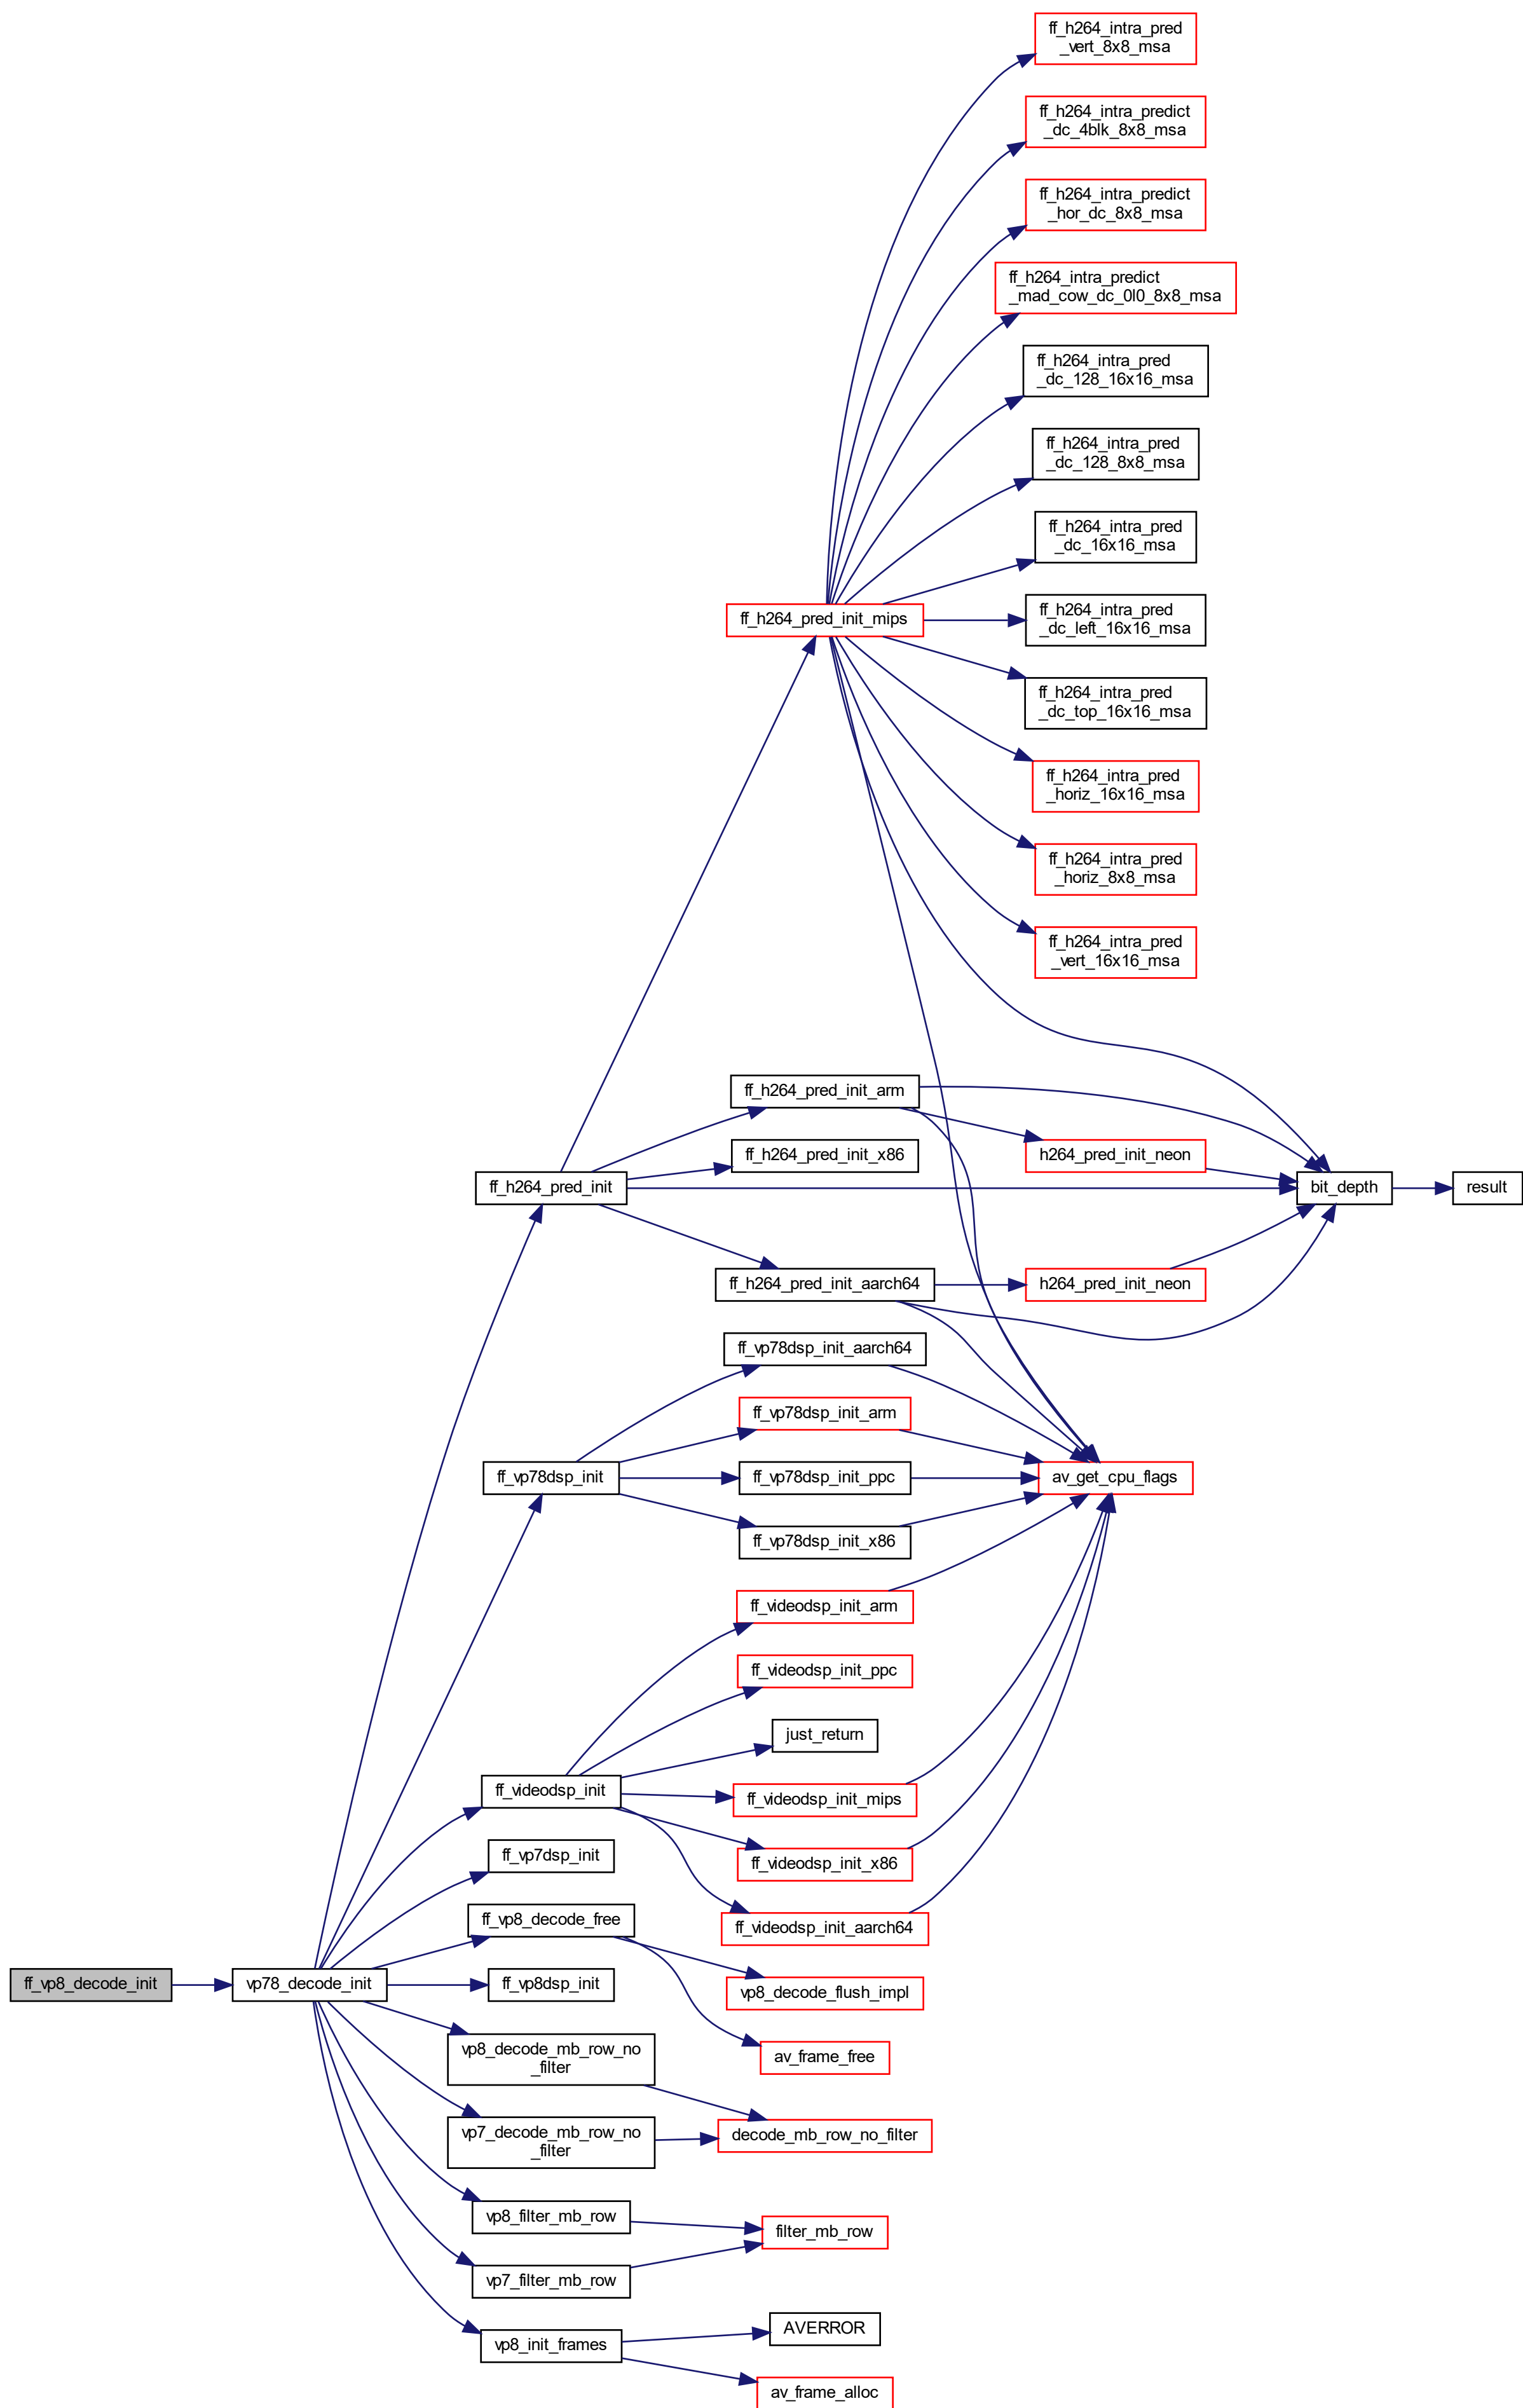 ff_h264_intra_pred
_vert_8x8_msa
ff_h264_intra_predict
_dc_4blk_8x8_msa
ff_h264_intra_predict
_hor_dc_8x8_msa
ff_h264_intra_predict
_mad_cow_dc_0l0_8x8_msa
ff_h264_intra_pred
_dc_128_16x16_msa
ff_h264_intra_pred
_dc_128_8x8_msa
ff_h264_intra_pred
_dc_16x16_msa
ff_h264_pred_init_mips
ff_h264_intra_pred
_dc_left_16x16_msa
ff_h264_intra_pred
_dc_top_16x16_msa
ff_h264_intra_pred
_horiz_16x16_msa
ff_h264_intra_pred
_horiz_8x8_msa
ff_h264_intra_pred
_vert_16x16_msa
ff_h264_pred_init_arm
ff_h264_pred_init_x86
h264_pred_init_neon
ff_h264_pred_init
bit_depth
result
ff_h264_pred_init_aarch64
h264_pred_init_neon
ff_vp78dsp_init_aarch64
ff_vp78dsp_init_arm
ff_vp78dsp_init
ff_vp78dsp_init_ppc
av_get_cpu_flags
ff_vp78dsp_init_x86
ff_videodsp_init_arm
ff_videodsp_init_ppc
just_return
ff_videodsp_init
ff_videodsp_init_mips
ff_vp7dsp_init
ff_videodsp_init_x86
ff_vp8_decode_free
ff_videodsp_init_aarch64
ff_vp8_decode_init
vp78_decode_init
ff_vp8dsp_init
vp8_decode_flush_impl
vp8_decode_mb_row_no
_filter
av_frame_free
vp7_decode_mb_row_no
_filter
decode_mb_row_no_filter
vp8_filter_mb_row
filter_mb_row
vp7_filter_mb_row
vp8_init_frames
AVERROR
av_frame_alloc